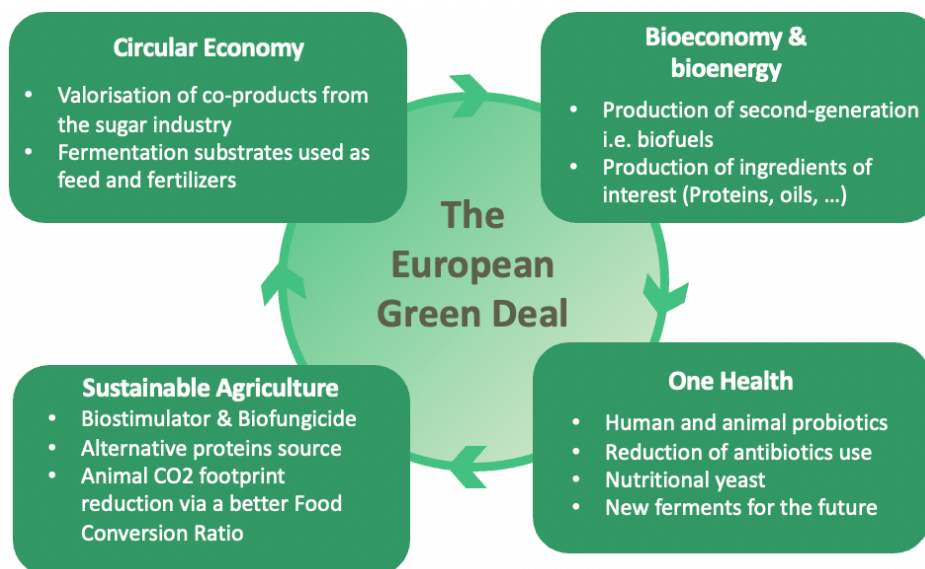 Circular Economy
• Valorisation of co-products from
the sugar industry
• Fermentation substrates used as
feed and fertilizers
Bioeconomy &
bioenergy
• Production of second-generation
i.e. biofuels
• Production of ingredients of
interest (Proteins, oils, ...)
The
European
Green Deal
Sustainable Agriculture
• Biostimulator & Biofungicide
• Alternative proteins source
• Animal CO2 footprint
reduction via a better Food
Conversion Ratio
One Health
• Human and animal probiotics
• Reduction of antibiotics use
• Nutritional yeast
• New ferments for the future